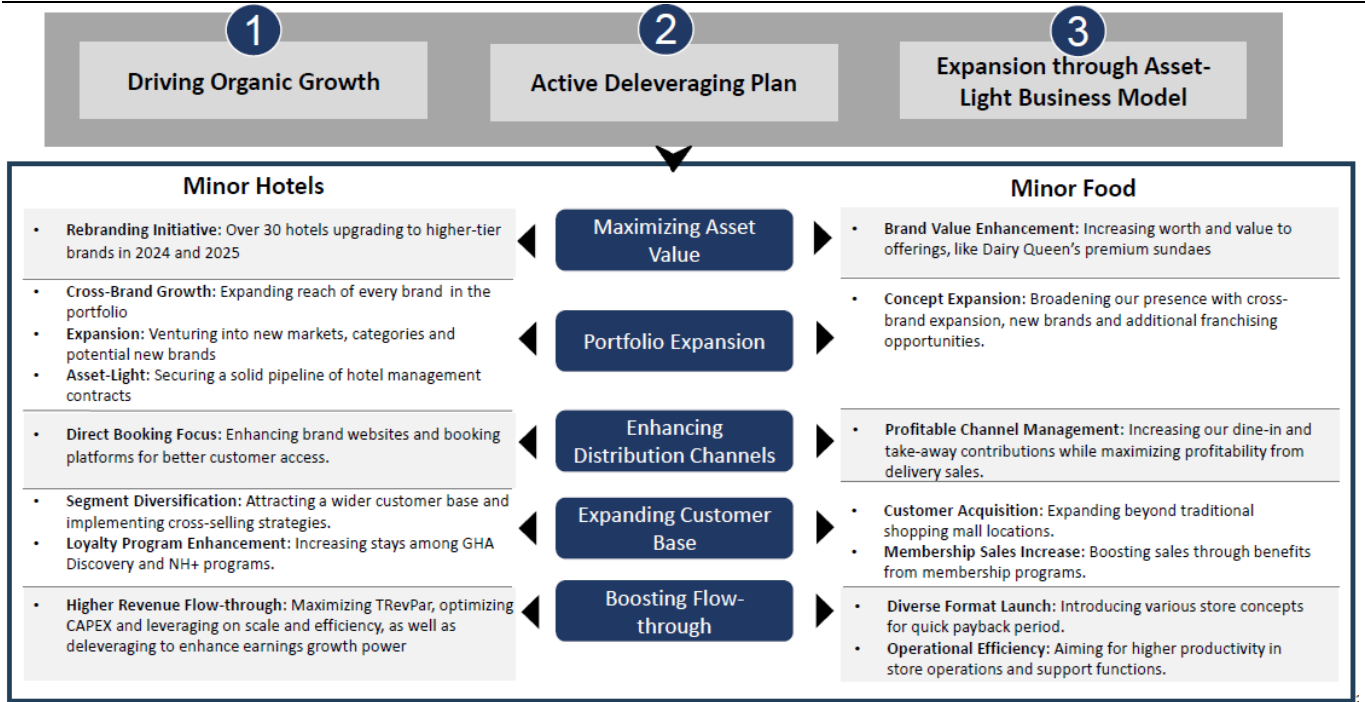 1
2
3
Driving Organic Growth
Active Deleveraging Plan
Expansion through Asset-
Light Business Model
Minor Hotels
Minor Food
• Rebranding Initiative: Over 30 hotels upgrading to higher-tier
brands in 2024 and 2025
Maximizing Asset
Value
• Brand Value Enhancement: Increasing worth and value to
offerings, like Dairy Queen's premium sundaes
• Cross-Brand Growth: Expanding reach of every brand in the
portfolio
• Expansion: Venturing into new markets, categories and
potential new brands
• Asset-Light: Securing a solid pipeline of hotel management
contracts
Portfolio Expansion
• Concept Expansion: Broadening our presence with cross-
brand expansion, new brands and additional franchising
opportunities.
• Direct Booking Focus: Enhancing brand websites and booking
platforms for better customer access.
Enhancing
Distribution Channels
• Profitable Channel Management: Increasing our dine-in and
take-away contributions while maximizing profitability from
delivery sales.
• Segment Diversification: Attracting a wider customer base and
implementing cross-selling strategies.
• Loyalty Program Enhancement: Increasing stays among GHA
Discovery and NH+ programs.
Expanding Customer
Base
• Customer Acquisition: Expanding beyond traditional
shopping mall locations.
• Membership Sales Increase: Boosting sales through benefits
from membership programs.
• Higher Revenue Flow-through: Maximizing TRevPar, optimizing
CAPEX and leveraging on scale and efficiency, as well as
deleveraging to enhance earnings growth power
Boosting Flow-
through
• Diverse Format Launch: Introducing various store concepts
for quick payback period.
• Operational Efficiency: Aiming for higher productivity in
store operations and support functions.